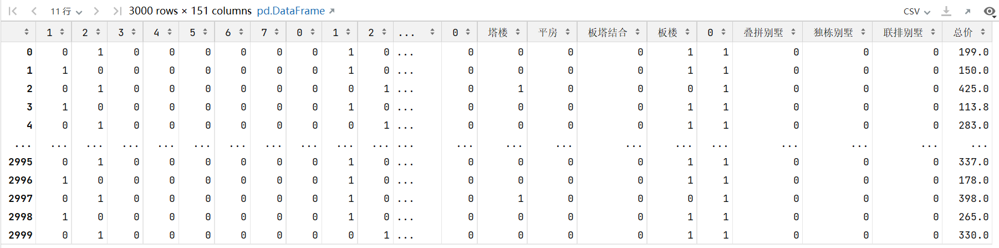 11 行 3000 rows × 151 columns pd.DataFrame CSV
1 2 3 4 5 6 7 0 1 2 ... 0 塔楼 平房 板塔结合 板楼 0 叠拼别墅 独栋别墅 联排别墅 总价
0 0 1 0 0 0 0 0 0 1 0 ... 0 0 0 0 1 1 0 0 0 199.0
1 1 0 0 0 0 0 0 0 1 0 ... 0 0 0 0 1 1 0 0 0 150.0
2 0 1 0 0 0 0 0 0 0 1 ... 0 1 0 0 0 1 0 0 0 425.0
3 1 0 0 0 0 0 0 0 1 0 ... 0 0 0 0 1 1 0 0 0 113.8
4 0 1 0 0 0 0 0 0 0 1 ... 0 0 0 0 1 1 0 0 0 283.0
... ... ... ... ... ... ... ... ... ... ... ... ... ... ... ... ... ... ... ... ... ...
2995 0 1 0 0 0 0 0 0 1 0 ... 0 0 0 0 1 1 0 0 0 337.0
2996 1 0 0 0 0 0 0 0 1 0 ... 0 0 0 0 1 1 0 0 0 178.0
2997 0 1 0 0 0 0 0 0 1 0 ... 0 1 0 0 0 1 0 0 0 398.0
2998 1 0 0 0 0 0 0 0 1 0 ... 0 0 0 0 1 1 0 0 0 265.0
2999 0 1 0 0 0 0 0 0 0 1 ... 0 0 0 0 1 1 0 0 0 330.0